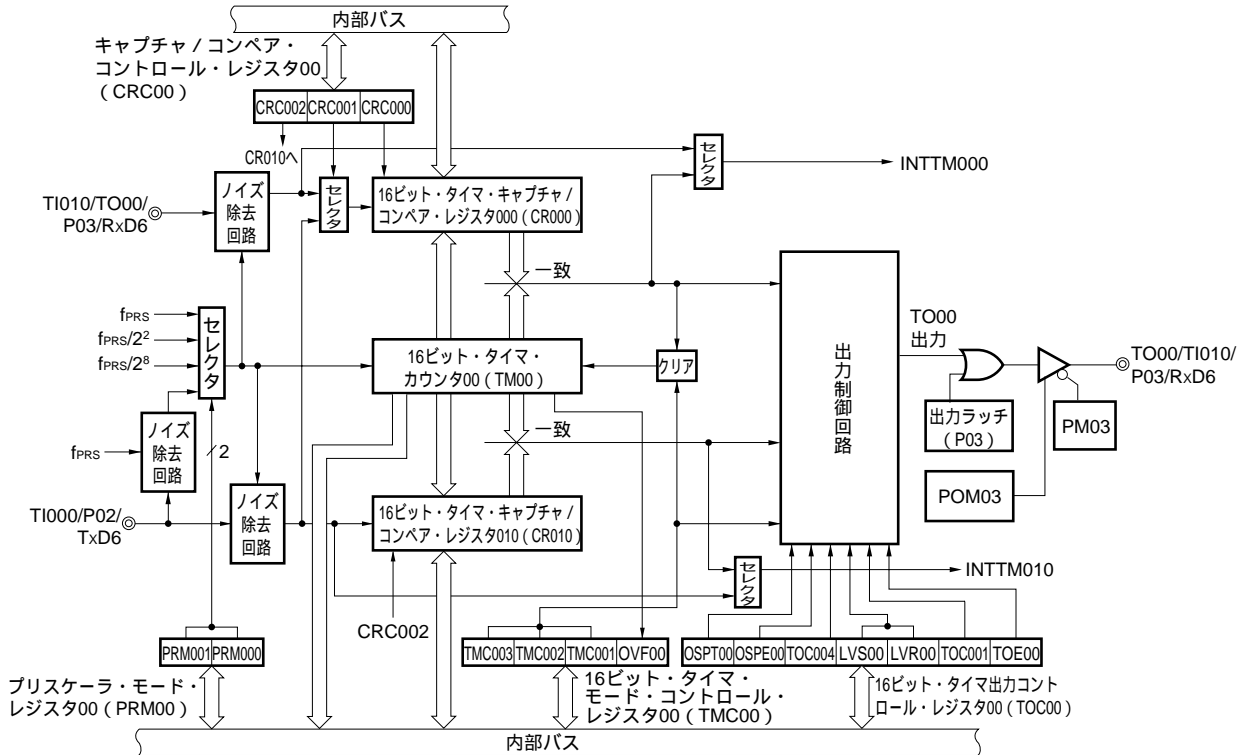 内部バス
キャプチャ / コンペア・
コントロール・レジスタ00
（CRC00）
CRC002 CRC001 CRC000
CR010へ
セレクタ
INTTM000
TI010/TO00/
P03/RxD6
ノイズ
除去
回路
セレクタ
16ビット・タイマ・キャプチャ /
コンペア・レジスタ000（CR000）
一致
fPRS
fPRS/2²
fPRS/2⁸
セレクタ
16ビット・タイマ・
カウンタ00（TM00）
クリア
出力制御回路
TO00
出力
TO00/TI010/
P03/RxD6
出力ラッチ
（P03）
PM03
POM03
fPRS
ノイズ
除去
回路
2
一致
TI000/P02/
TxD6
ノイズ
除去
回路
16ビット・タイマ・キャプチャ /
コンペア・レジスタ010（CR010）
セレクタ
INTTM010
CRC002
PRM001 PRM000
TMC003 TMC002 TMC001 OVF00
OSPT00 OSPE00 TOC004 LVS00 LVR00 TOC001 TOE00
プリスケーラ・モード・
レジスタ00（PRM00）
16ビット・タイマ・
モード・コントロール・
レジスタ00（TMC00）
16ビット・タイマ出力コント
ロール・レジスタ00（TOC00）
内部バス